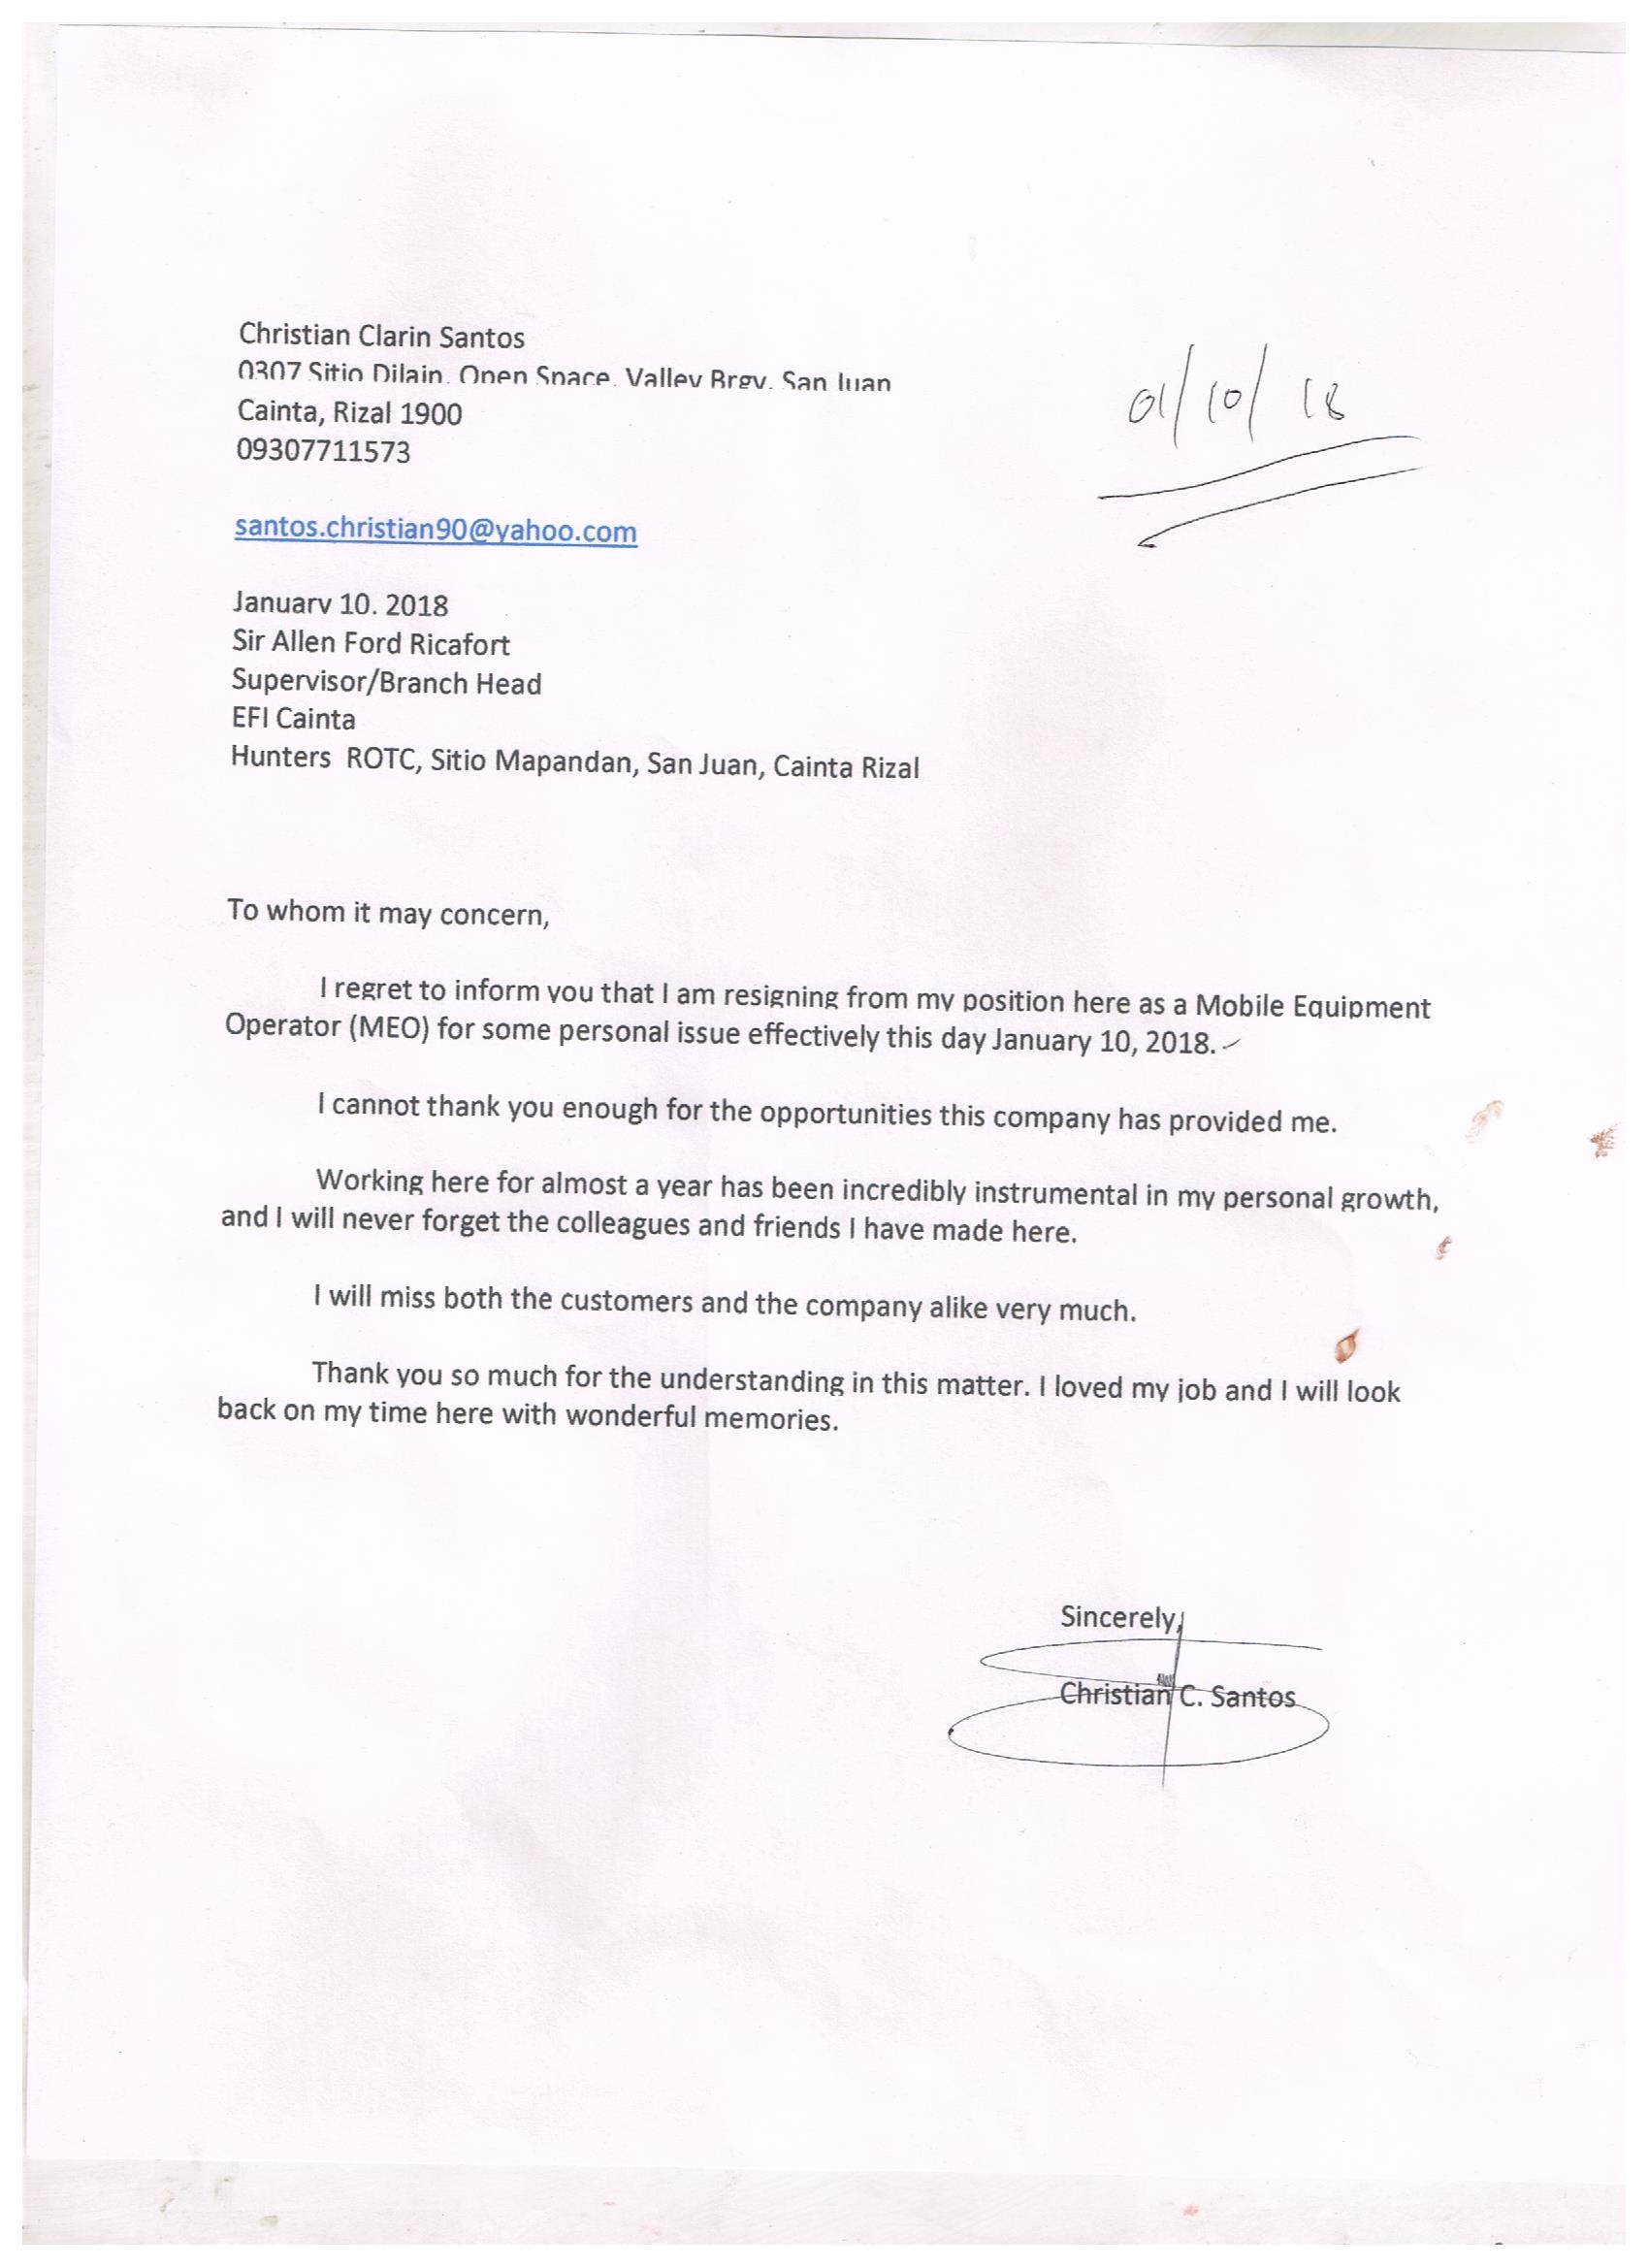 Christian Clarin Santos
0307 Sitio Dilain, Open Space, Valley Brgy. San Juan
Cainta, Rizal 1900
09307711573
01/10/18
santos.christian90@yahoo.com
January 10, 2018
Sir Allen Ford Ricafort
Supervisor/Branch Head
EFI Cainta
Hunters ROTC, Sitio Mapandan, San Juan, Cainta Rizal
To whom it may concern,
I regret to inform you that I am resigning from my position here as a Mobile Equipment
Operator (MEO) for some personal issue effectively this day January 10, 2018.
I cannot thank you enough for the opportunities this company has provided me.
Working here for almost a year has been incredibly instrumental in my personal growth,
and I will never forget the colleagues and friends I have made here.
I will miss both the customers and the company alike very much.
Thank you so much for the understanding in this matter. I loved my job and I will look
back on my time here with wonderful memories.
Sincerely,
Christian C. Santos